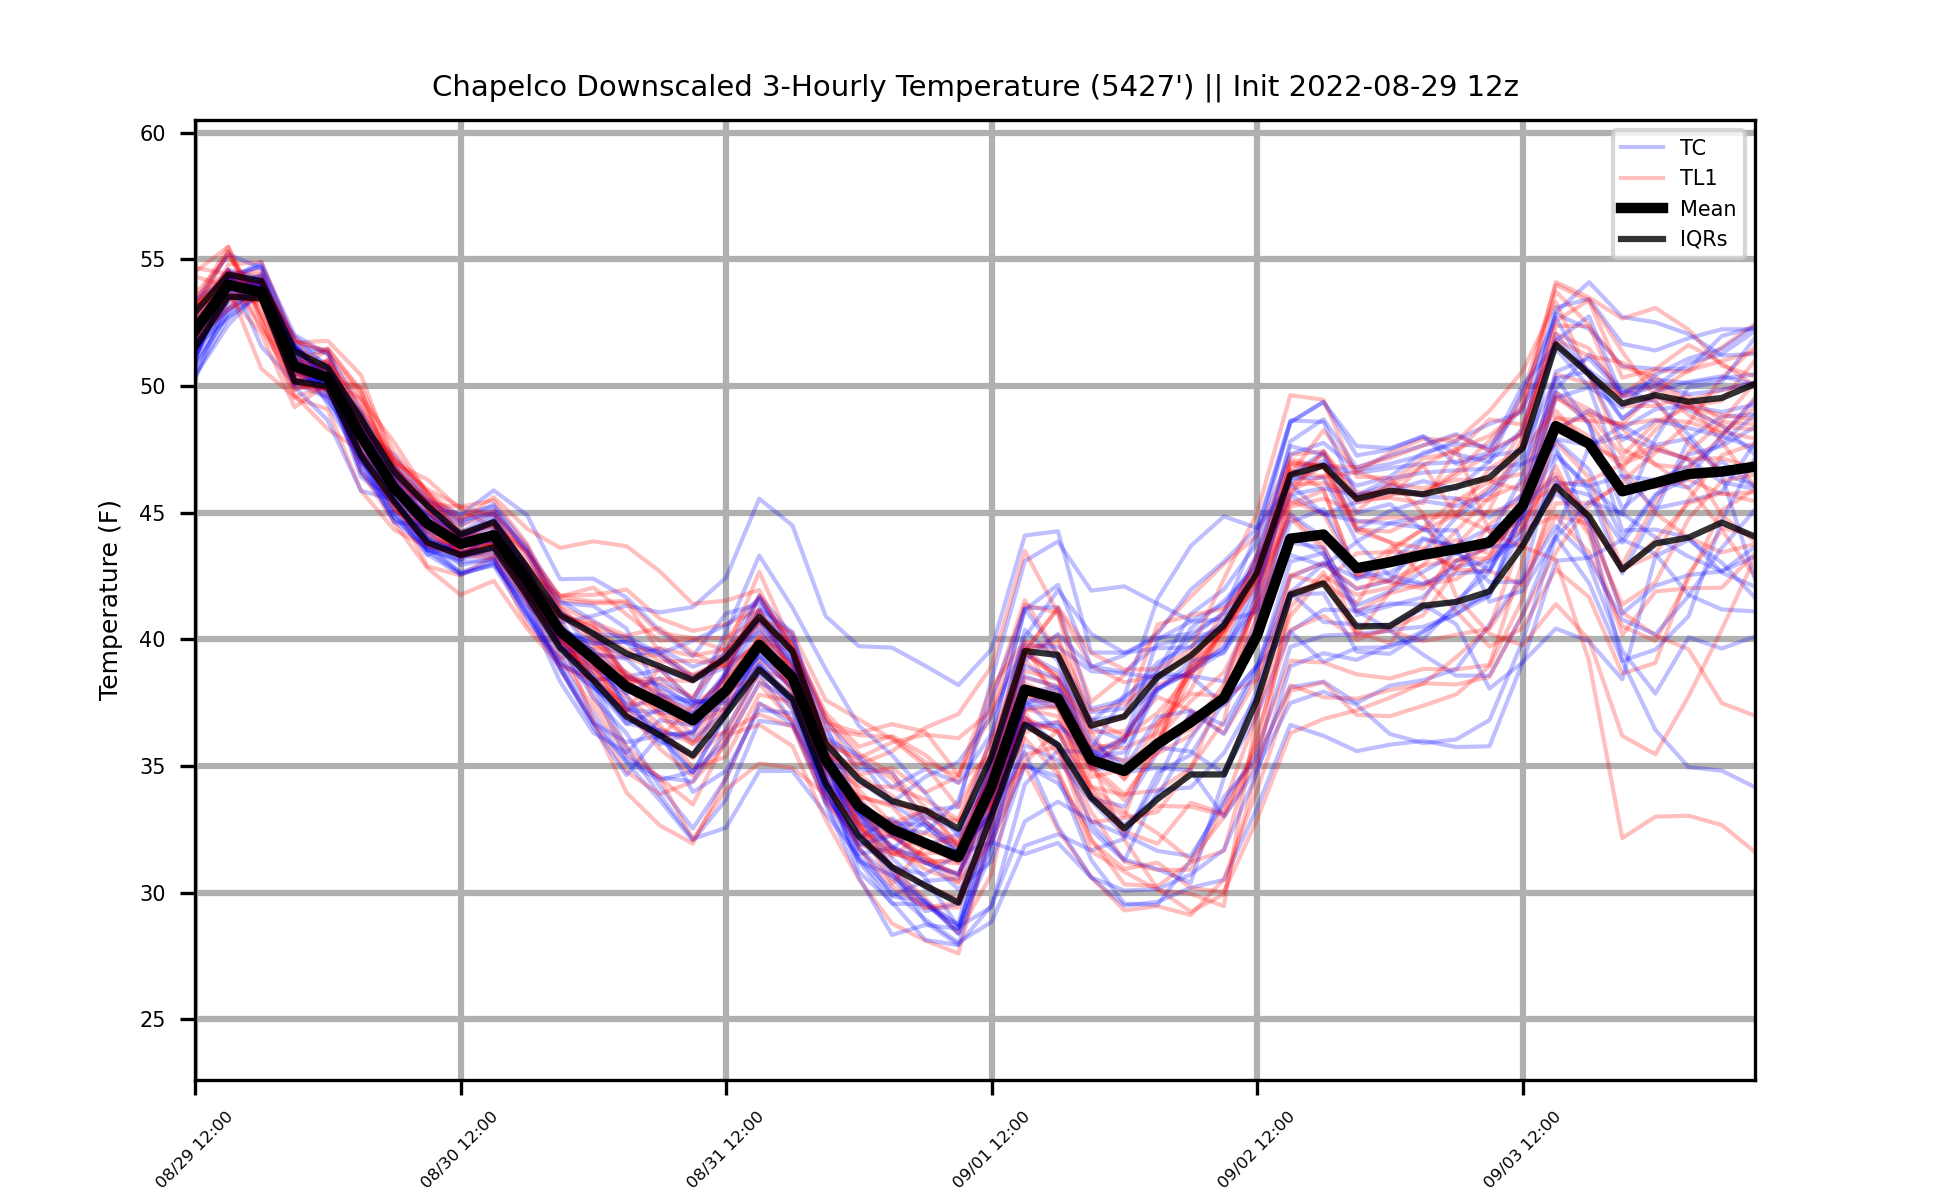 Chapelco Downscaled 3-Hourly Temperature (5427') || Init 2022-08-29 12z
TC
TL1
Mean
IQRs
Temperature (F)
60
55
50
45
40
35
30
25
08/29 12:00
08/30 12:00
08/31 12:00
09/01 12:00
09/02 12:00
09/03 12:00